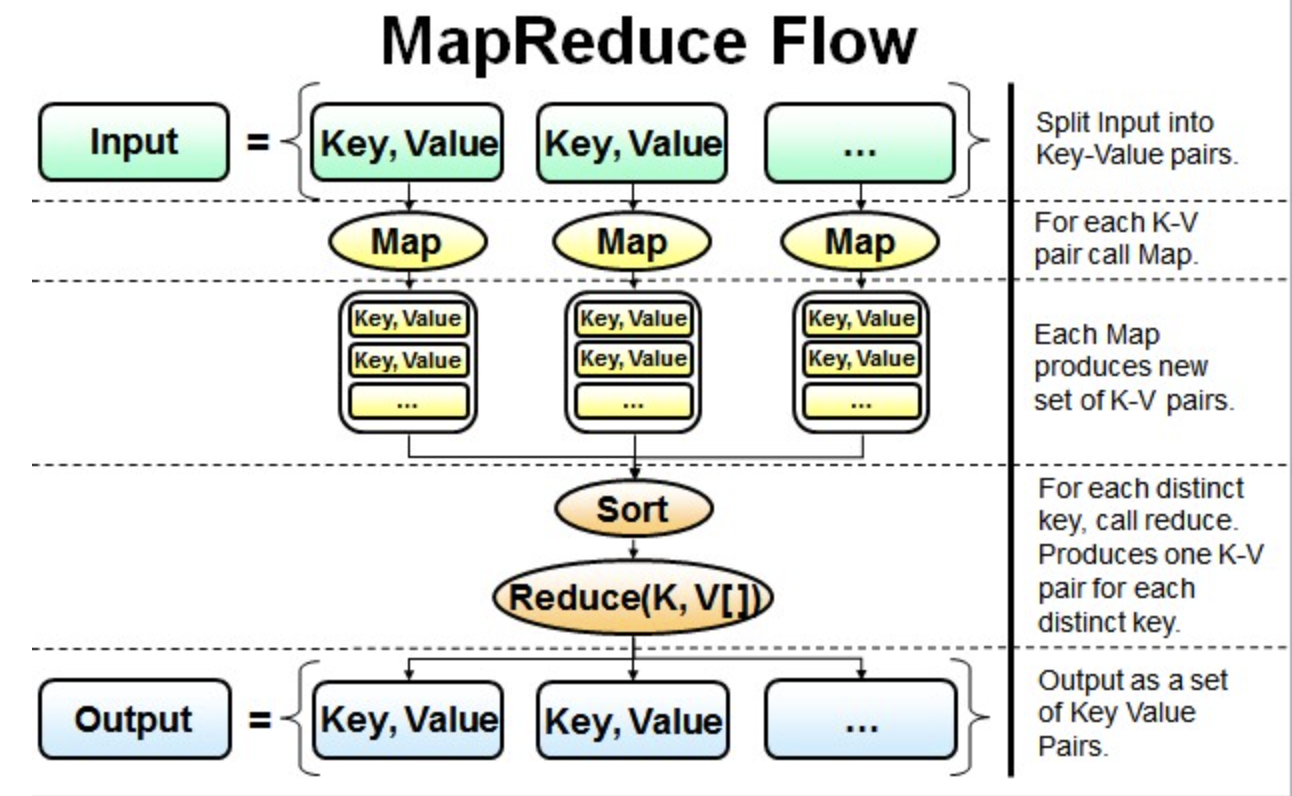 MapReduce Flow
Input = Key, Value Key, Value ...
Split Input into
Key-Value pairs.
Map Map Map
For each K-V
pair call Map.
Key, Value Key, Value Key, Value
Key, Value Key, Value Key, Value
... ... ...
Each Map
produces new
set of K-V pairs.
Sort
Reduce(K, V[])
For each distinct
key, call reduce.
Produces one K-V
pair for each
distinct key.
Output = Key, Value Key, Value ...
Output as a set
of Key Value
Pairs.